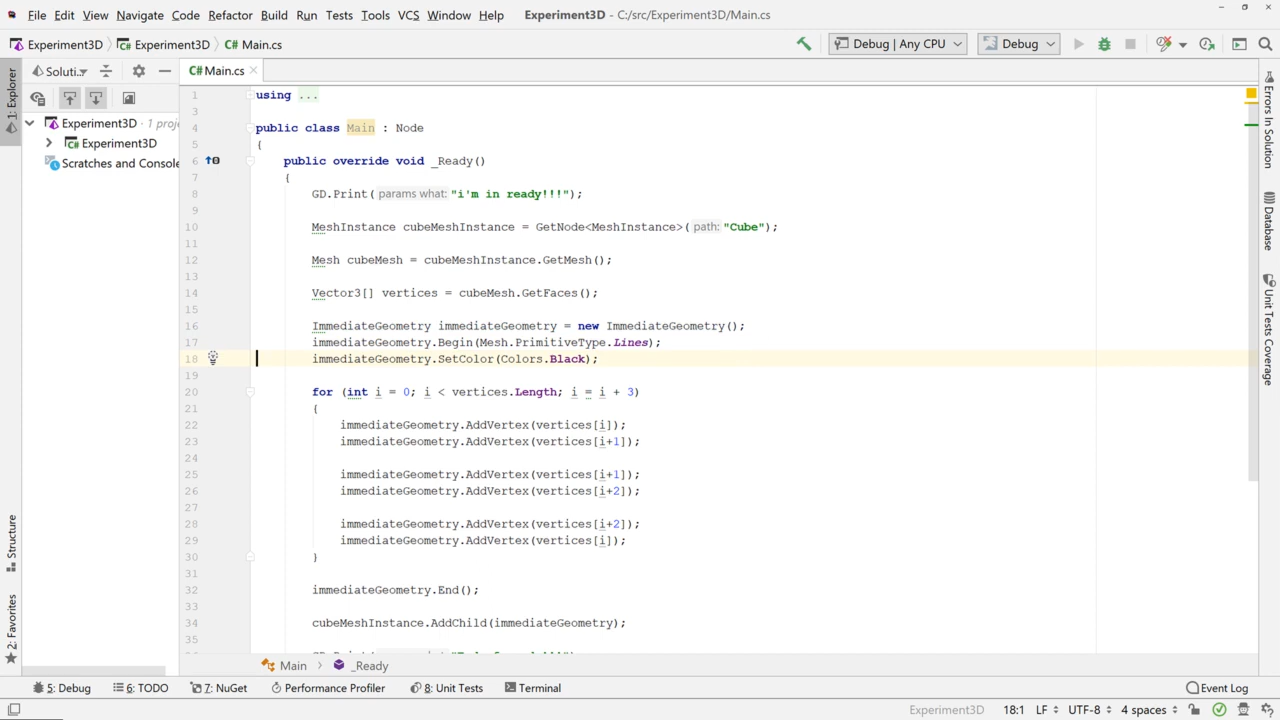 File Edit View Navigate Code Refactor Build Run Tests Tools VCS Window Help Experiment3D - C:/src/Experiment3D/Main.cs
Experiment3D Experiment3D C# Main.cs Debug | Any CPU Debug
1: Explorer
Soluti... C# Main.cs
Experiment3D · 1 proje
C# Experiment3D
Scratches and Console
1 using ...
3
4 public class Main : Node
5 {
6 public override void _Ready()
7 {
8 GD.Print( params what: "i'm in ready!!!");
9
10 MeshInstance cubeMeshInstance = GetNode<MeshInstance>( path: "Cube");
11
12 Mesh cubeMesh = cubeMeshInstance.GetMesh();
13
14 Vector3[] vertices = cubeMesh.GetFaces();
15
16 ImmediateGeometry immediateGeometry = new ImmediateGeometry();
17 immediateGeometry.Begin(Mesh.PrimitiveType.Lines);
18 immediateGeometry.SetColor(Colors.Black);
19
20 for (int i = 0; i < vertices.Length; i = i + 3)
21 {
22 immediateGeometry.AddVertex(vertices[i]);
23 immediateGeometry.AddVertex(vertices[i+1]);
24
25 immediateGeometry.AddVertex(vertices[i+1]);
26 immediateGeometry.AddVertex(vertices[i+2]);
27
28 immediateGeometry.AddVertex(vertices[i+2]);
29 immediateGeometry.AddVertex(vertices[i]);
30 }
32 immediateGeometry.End();
33
34 cubeMeshInstance.AddChild(immediateGeometry);
35
Errors In Solution
Database
Unit Tests Coverage
Structure
2: Favorites
Main _Ready
5: Debug 6: TODO 7: NuGet Performance Profiler 8: Unit Tests Terminal Event Log
Experiment3D 18:1 LF UTF-8 4 spaces